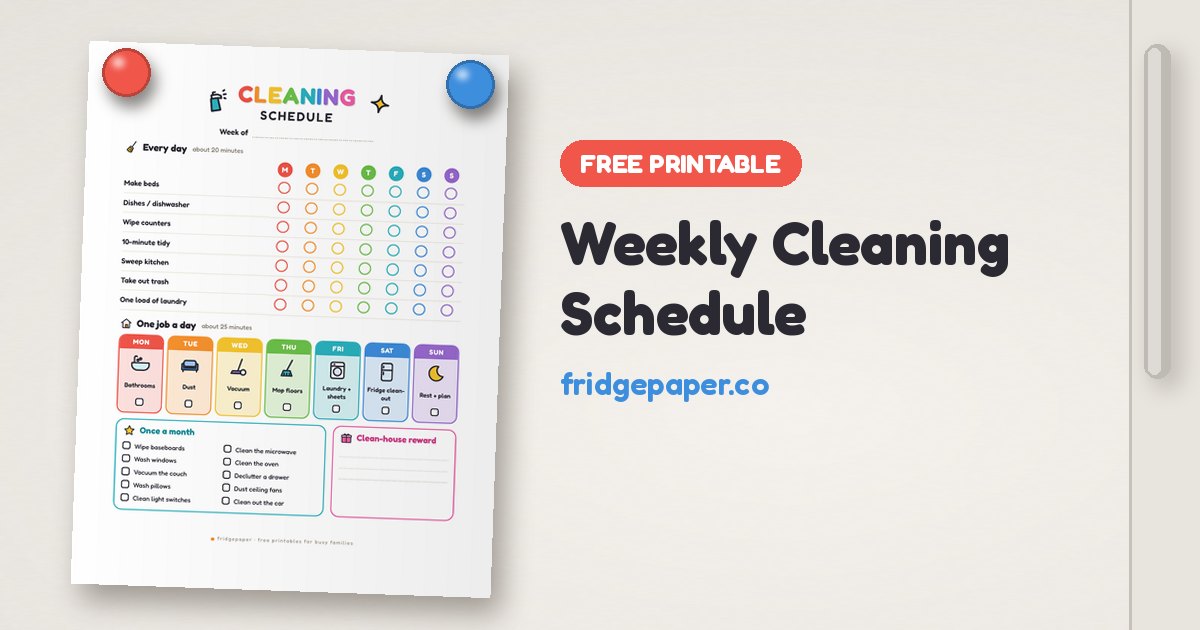 CLEANING
SCHEDULE
Week of
Every day about 20 minutes
M T W T F S S
Make beds
Dishes / dishwasher
Wipe counters
10-minute tidy
Sweep kitchen
Take out trash
One load of laundry
One job a day about 25 minutes
MON TUE WED THU FRI SAT SUN
Bathrooms Dust Vacuum Mop floors Laundry + sheets Fridge clean-out Rest + plan
Once a month
Wipe baseboards
Wash windows
Vacuum the couch
Wash pillows
Clean light switches
Clean the microwave
Clean the oven
Declutter a drawer
Dust ceiling fans
Clean out the car
Clean-house reward
fridgepaper · free printables for busy families
FREE PRINTABLE
Weekly Cleaning
Schedule
fridgepaper.co